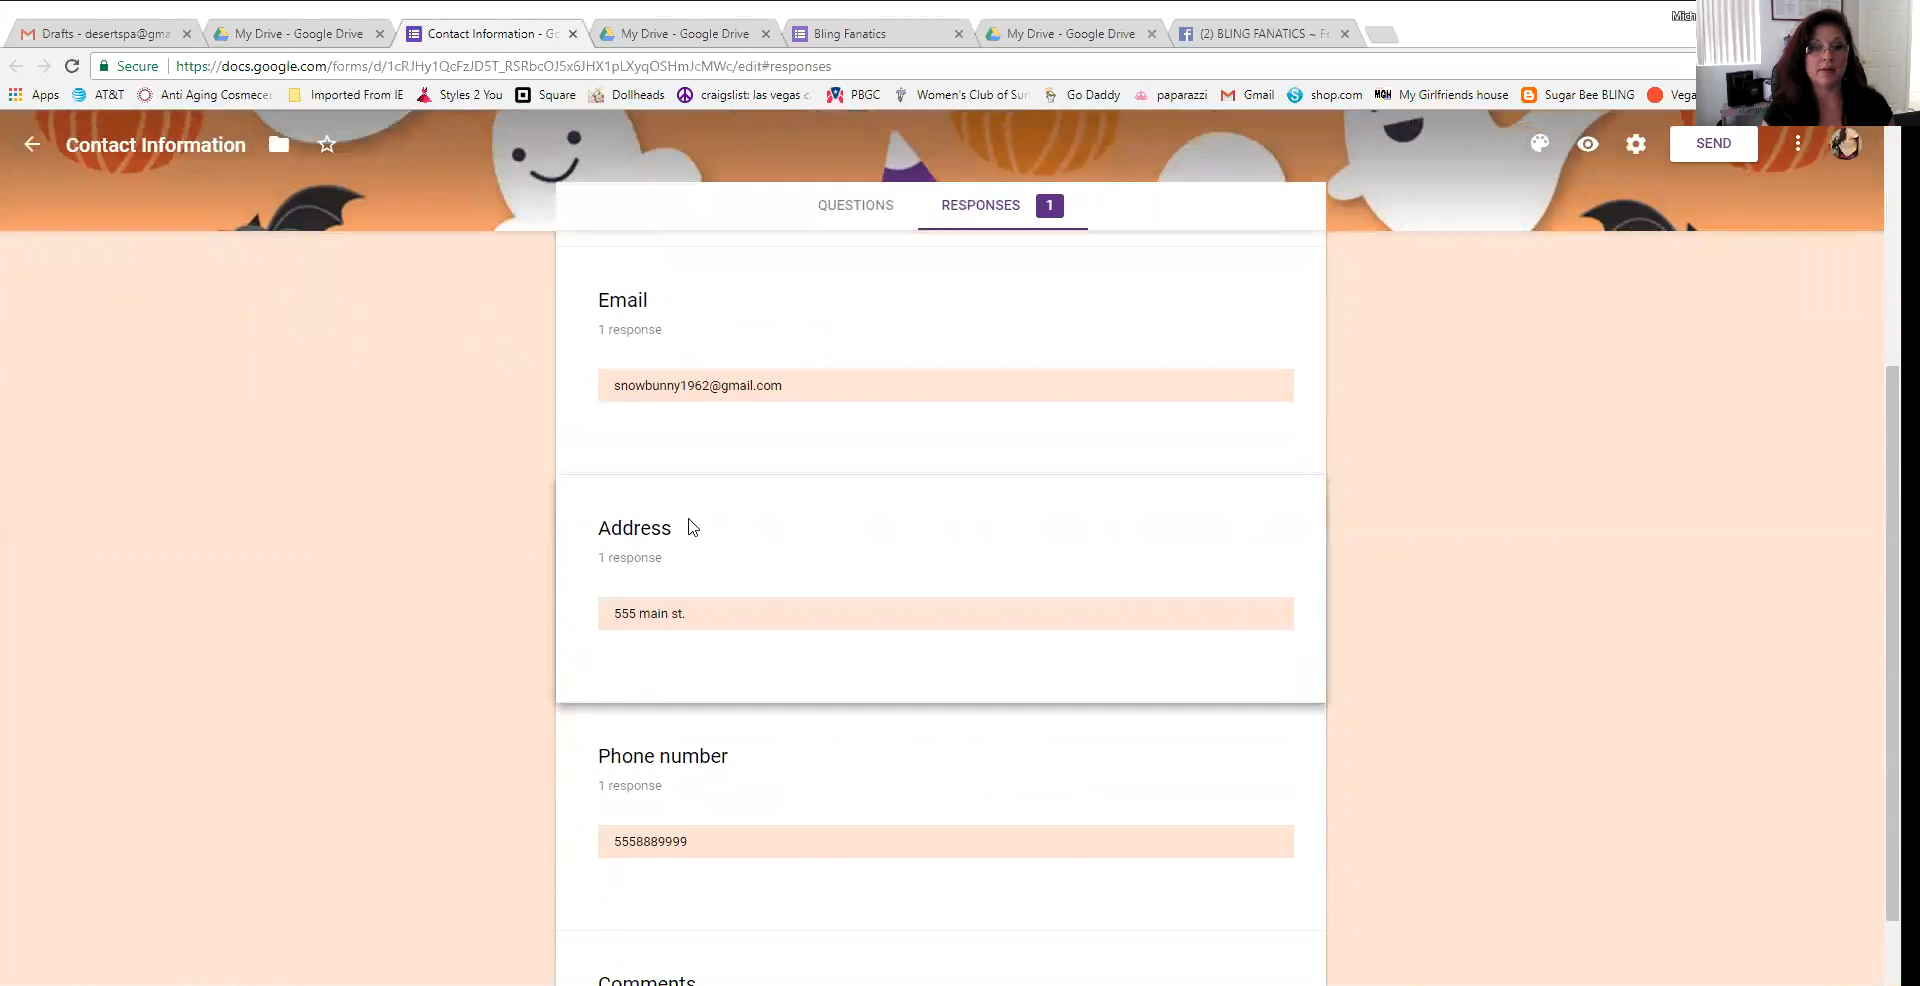 Mich
Drafts - desertspa@gma
My Drive - Google Drive
Contact Information - Go
My Drive - Google Drive
Bling Fanatics
My Drive - Google Drive
(2) BLING FANATICS ~ Fe
Secure
https://docs.google.com/forms/d/1cRJHy1QcFzJD5T_RSRbcOJ5x6JHX1pLXyqOSHmJcMWc/edit#responses
Apps
AT&T
Anti Aging Cosmece
Imported From IE
Styles 2 You
Square
Dollheads
craigslist: las vegas c
PBGC
Women's Club of Sur
Go Daddy
paparazzi
Gmail
shop.com
MGH
My Girlfriends house
Sugar Bee BLING
Vega
Contact Information
SEND
QUESTIONS
RESPONSES 1
Email
1 response
snowbunny1962@gmail.com
Address
1 response
555 main st.
Phone number
1 response
5558889999
Comments